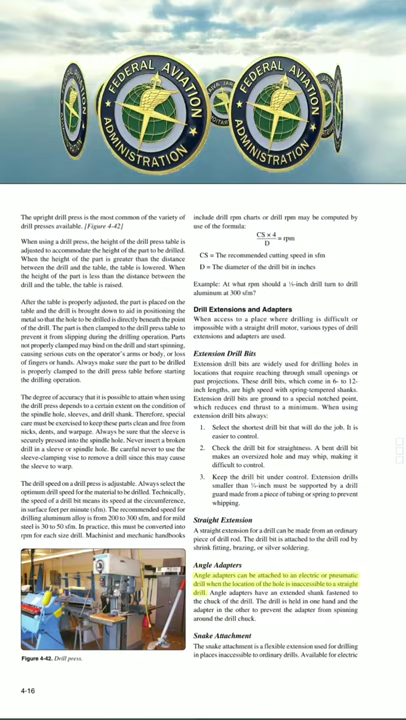 FEDERAL AVIATION
ADMINISTRATION
FEDERAL AVIATION
ADMINISTRATION
The upright drill press is the most common of the variety of
drill presses available. [Figure 4-42]
When using a drill press, the height of the drill press table is
adjusted to accommodate the height of the part to be drilled.
When the height of the part is greater than the distance
between the drill and the table, the table is lowered. When
the height of the part is less than the distance between the
drill and the table, the table is raised.
After the table is properly adjusted, the part is placed on
the table and the drill is brought down to aid in positioning the
metal so that the hole to be drilled is directly beneath the point
of the drill. The part is then clamped to the drill press table to
prevent it from slipping during the drilling operation. Parts
not properly clamped may bind on the drill and start spinning,
causing serious cuts on the operator's arms or body, or loss
of fingers or hands. Always make sure the part to be drilled
is properly clamped to the drill press table before starting
the drilling operation.
The degree of accuracy that it is possible to attain when using
the drill press depends to a certain extent on the condition of
the spindle hole, sleeves, and drill shank. Therefore, special
care must be exercised to keep these parts clean and free from
nicks, dents, and warpage. Always be sure that the sleeve is
securely pressed into the spindle hole. Never insert a broken
drill in a sleeve or spindle hole. Be careful never to use the
sleeve-clamping vise to remove a drill since this may cause
the sleeve to warp.
The drill speed on a drill press is adjustable. Always select the
optimum drill speed for the material to be drilled. Technically,
the speed of a drill bit means its speed at the circumference,
in surface feet per minute (sfm). The recommended speed for
drilling aluminum alloy is from 200 to 300 sfm, and for mild
steel is 30 to 50 sfm. In practice, this must be converted into
rpm for each size drill. Machinist and mechanic handbooks
Figure 4-42. Drill press.
4-16
include drill rpm charts or drill rpm may be computed by
use of the formula:
CS × 4
D
= rpm
CS = The recommended cutting speed in sfm
D = The diameter of the drill bit in inches
Example: At what rpm should a ⅛-inch drill turn to drill
aluminum at 300 sfm?
Drill Extensions and Adapters
When access to a place where drilling is difficult or
impossible with a straight drill motor, various types of drill
extensions and adapters are used.
Extension Drill Bits
Extension drill bits are widely used for drilling holes in
locations that require reaching through small openings or
past projections. These drill bits, which come in 6- to 12-
inch lengths, are high speed with spring-tempered shanks.
Extension drill bits are ground to a special notched point,
which reduces end thrust to a minimum. When using
extension drill bits always:
1. Select the shortest drill bit that will do the job. It is
easier to control.
2. Check the drill bit for straightness. A bent drill bit
makes an oversized hole and may whip, making it
difficult to control.
3. Keep the drill bit under control. Extension drills
smaller than ¼-inch must be supported by a drill
guard made from a piece of tubing or spring to prevent
whipping.
Straight Extension
A straight extension for a drill can be made from an ordinary
piece of drill rod. The drill bit is attached to the drill rod by
shrink fitting, brazing, or silver soldering.
Angle Adapters
Angle adapters can be attached to an electric or pneumatic
drill when the location of the hole is inaccessible to a straight
drill. Angle adapters have an extended shank fastened to
the chuck of the drill. The drill is held in one hand and the
adapter in the other to prevent the adapter from spinning
around the drill chuck.
Snake Attachment
The snake attachment is a flexible extension used for drilling
in places inaccessible to ordinary drills. Available for electric